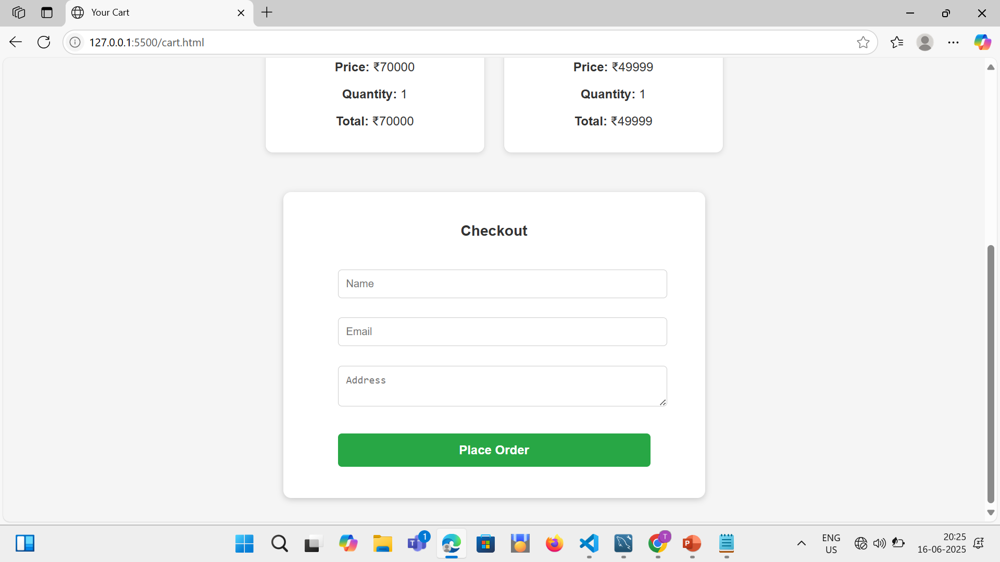 Your Cart
127.0.0.1:5500/cart.html
Price: ₹70000
Quantity: 1
Total: ₹70000
Price: ₹49999
Quantity: 1
Total: ₹49999
Checkout
Name
Email
Address
Place Order
T
1
T
P
ENG
US
20:25
16-06-2025